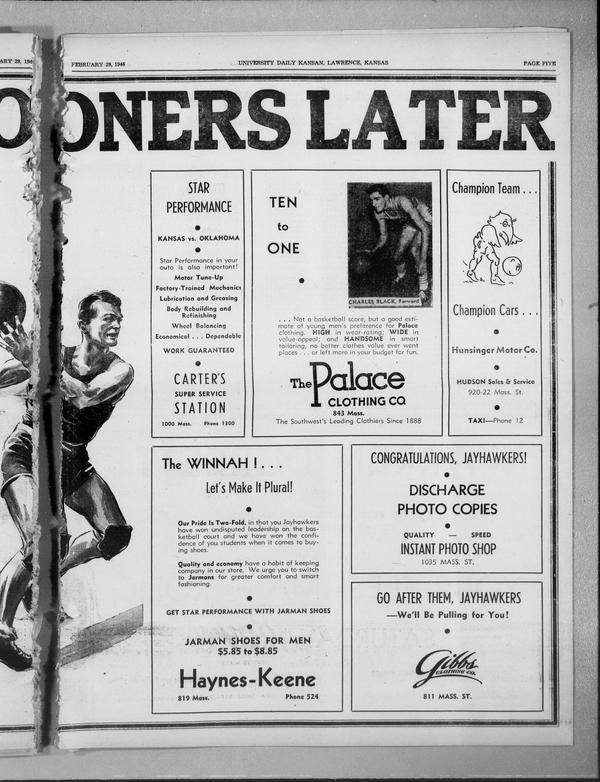 FEBRUARY 28, 1946
UNIVERSITY DAILY KANSAN, LAWRENCE, KANSAS
PAGE FIVE
OONERS LATER
STAR
PERFORMANCE
KANSAS vs. OKLAHOMA
Star Performance in your
auto is also important!
Motor Tune-Up
Factory-Trained Mechanics
Lubrication and Greasing
Body Rebuilding and
Refinishing
Wheel Balancing
Economical . . . Dependable
WORK GUARANTEED
CARTER'S
SUPER SERVICE
STATION
1000 Mass. Phone 1300
TEN
to
ONE
CHARLES BLACK, Forward
. . . Not a basketball score, but a good esti-
mate of young men's preference for Palace
clothing. HIGH in wear-rating; WIDE in
value-appeal; and HANDSOME in smart
tailoring, no better clothes value ever went
places . . . or left more in your budget for fun.
The Palace
CLOTHING CO.
843 Mass.
The Southwest's Leading Clothiers Since 1888
Champion Team . . .
Champion Cars . . .
Hunsinger Motor Co.
HUDSON Sales & Service
920-22 Mass. St.
TAXI—Phone 12
The WINNAH ! . . .
Let's Make It Plural!
Our Pride Is Two-Fold, in that you Jayhawkers
have won undisputed leadership on the bas-
ketball court and we have won the confi-
dence of you students when it comes to buy-
ing shoes.
Quality and economy have a habit of keeping
company in our store. We urge you to switch
to Jarmans for greater comfort and smart
fashioning.
GET STAR PERFORMANCE WITH JARMAN SHOES
JARMAN SHOES FOR MEN
$5.85 to $8.85
Haynes-Keene
819 Mass. Phone 524
CONGRATULATIONS, JAYHAWKERS!
DISCHARGE
PHOTO COPIES
QUALITY — SPEED
INSTANT PHOTO SHOP
1035 MASS. ST.
GO AFTER THEM, JAYHAWKERS
—We'll Be Pulling for You!
Gibbs
CLOTHING CO.
811 MASS. ST.